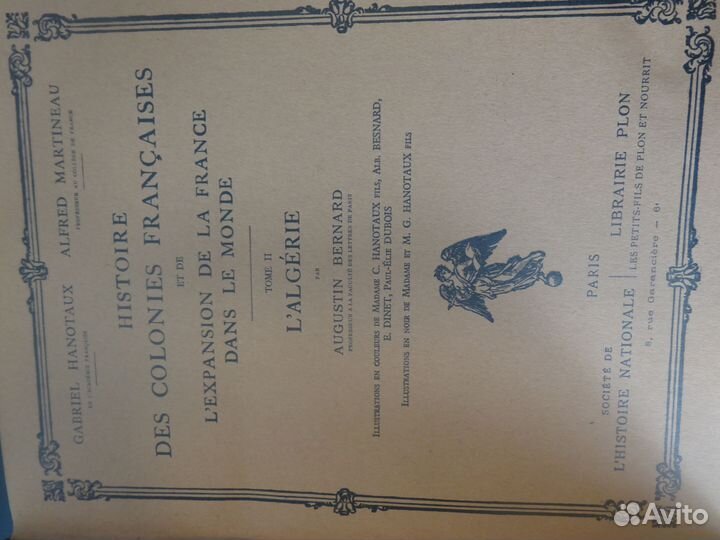 GABRIEL HANOTAUX
DE L'ACADÉMIE FRANÇAISE
ALFRED MARTINEAU
PROFESSEUR AU COLLÈGE DE FRANCE
HISTOIRE
DES COLONIES FRANÇAISES
ET DE
L'EXPANSION DE LA FRANCE
DANS LE MONDE
TOME II
L'ALGÉRIE
PAR
AUGUSTIN BERNARD
PROFESSEUR A LA FACULTÉ DES LETTRES DE PARIS
ILLUSTRATIONS EN COULEURS DE MADAME C. HANOTAUX FILS, ALB. BESNARD,
E. DINET, PAUL-ÉLIE DUBOIS
ILLUSTRATIONS EN NOIR DE MADAME ET M. G. HANOTAUX FILS
PARIS
SOCIÉTÉ DE
L'HISTOIRE NATIONALE
LIBRAIRIE PLON
LES PETITS-FILS DE PLON ET NOURRIT
8, rue Garancière — 6e
Avito